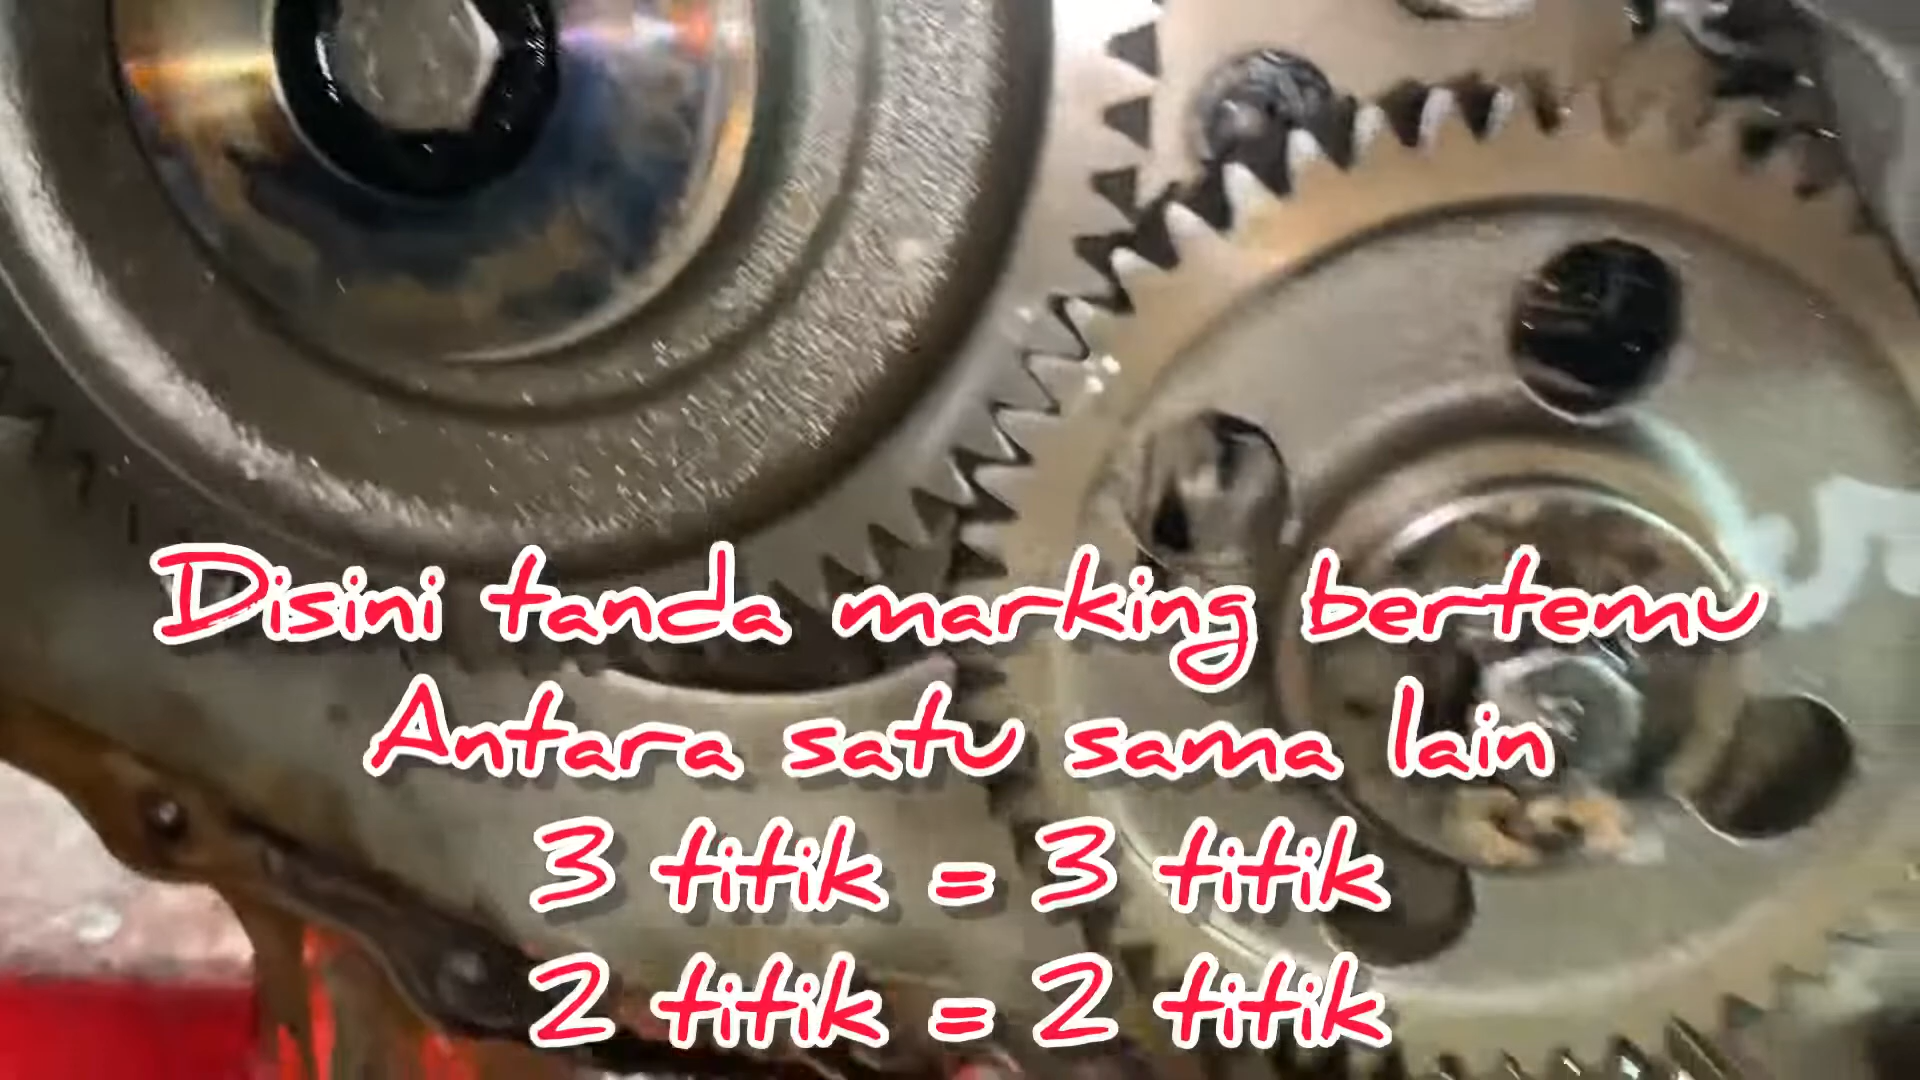 Disini tanda marking bertemu
Antara satu sama lain
3 titik = 3 titik
2 titik = 2 titik